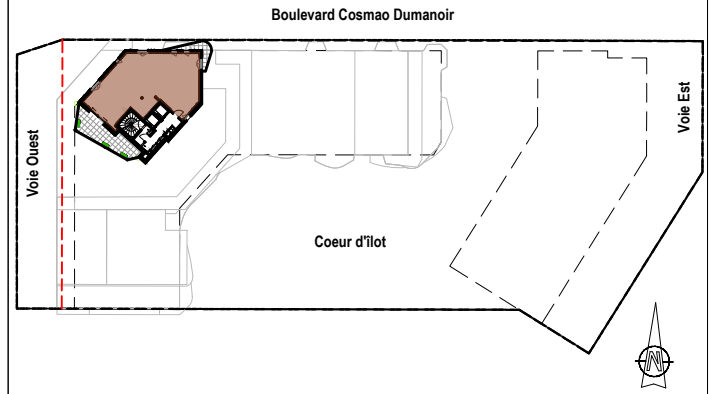 Boulevard Cosmao Dumanoir
Voie Ouest
Voie Est
Coeur d'îlot
N